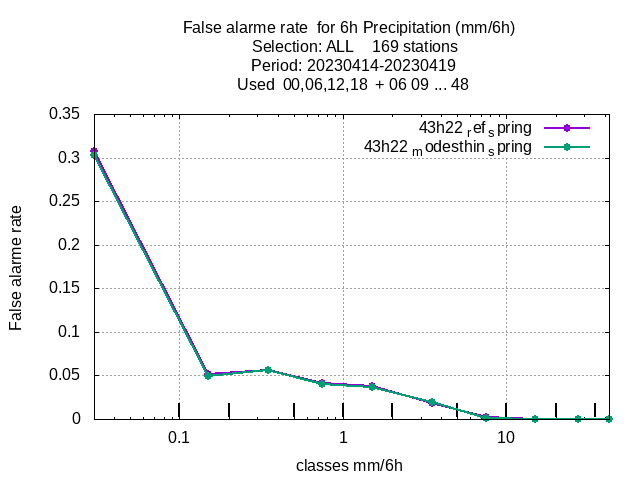 False alarme rate  for 6h Precipitation (mm/6h)
Selection: ALL    169 stations
Period: 20230414-20230419
Used  00,06,12,18  + 06 09 ... 48
43h22 ref spring
43h22 modesthin spring
0.35
0.3
0.25
0.2
0.15
0.1
0.05
0
False alarme rate
0.1 1 10
classes mm/6h